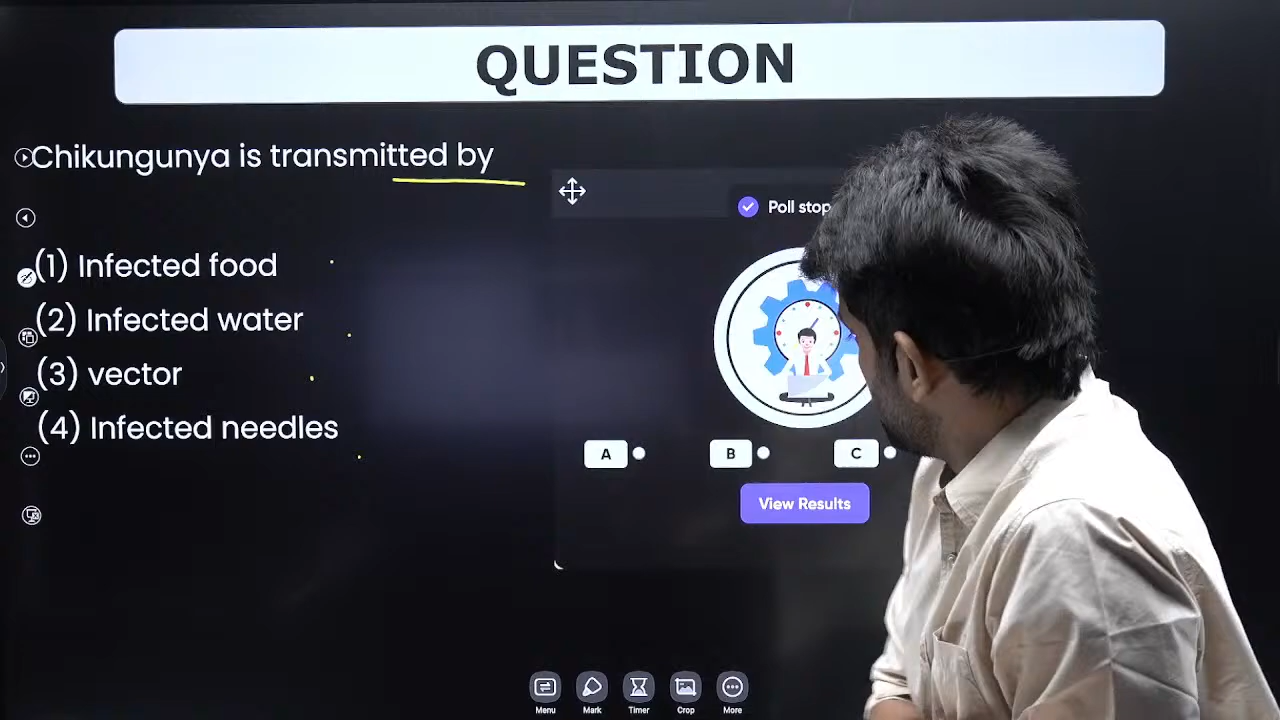 QUESTION
Chikungunya is transmitted by
(1) Infected food
(2) Infected water
(3) vector
(4) Infected needles
Poll stop
A B C
View Results
Menu Mark Timer Crop More